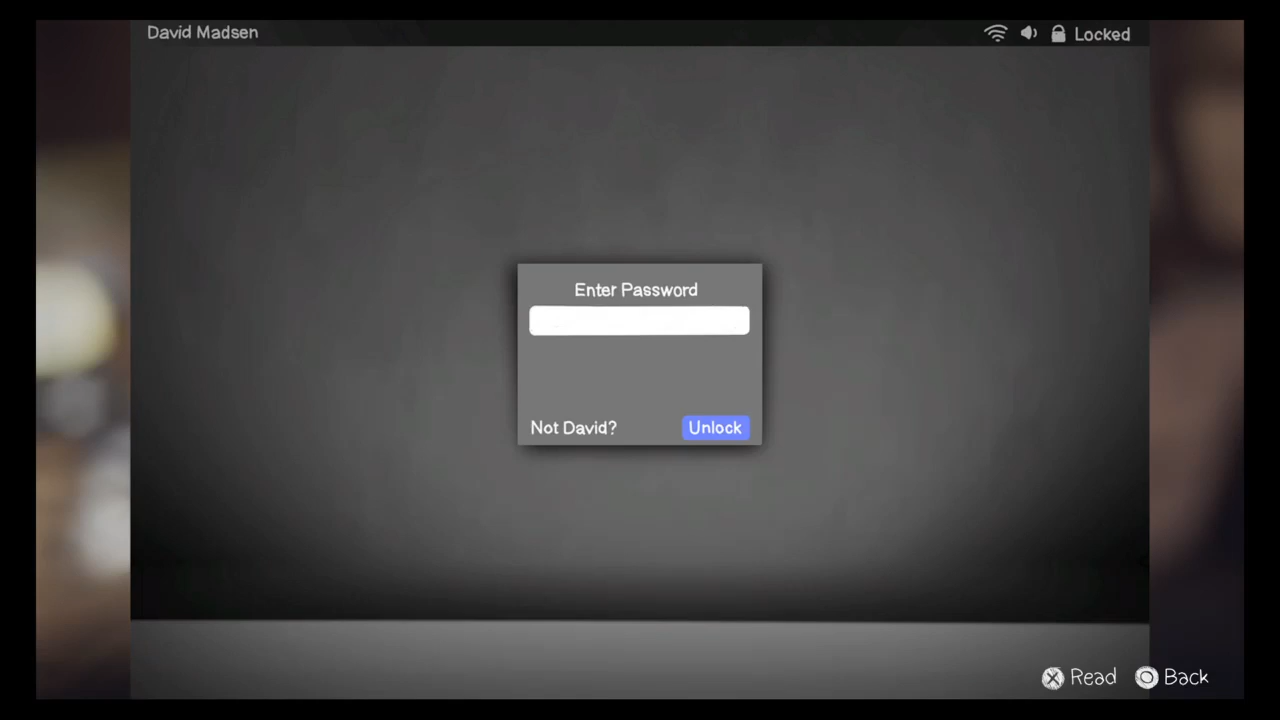 David Madsen
Locked
Enter Password
Not David?
Unlock
Read
Back